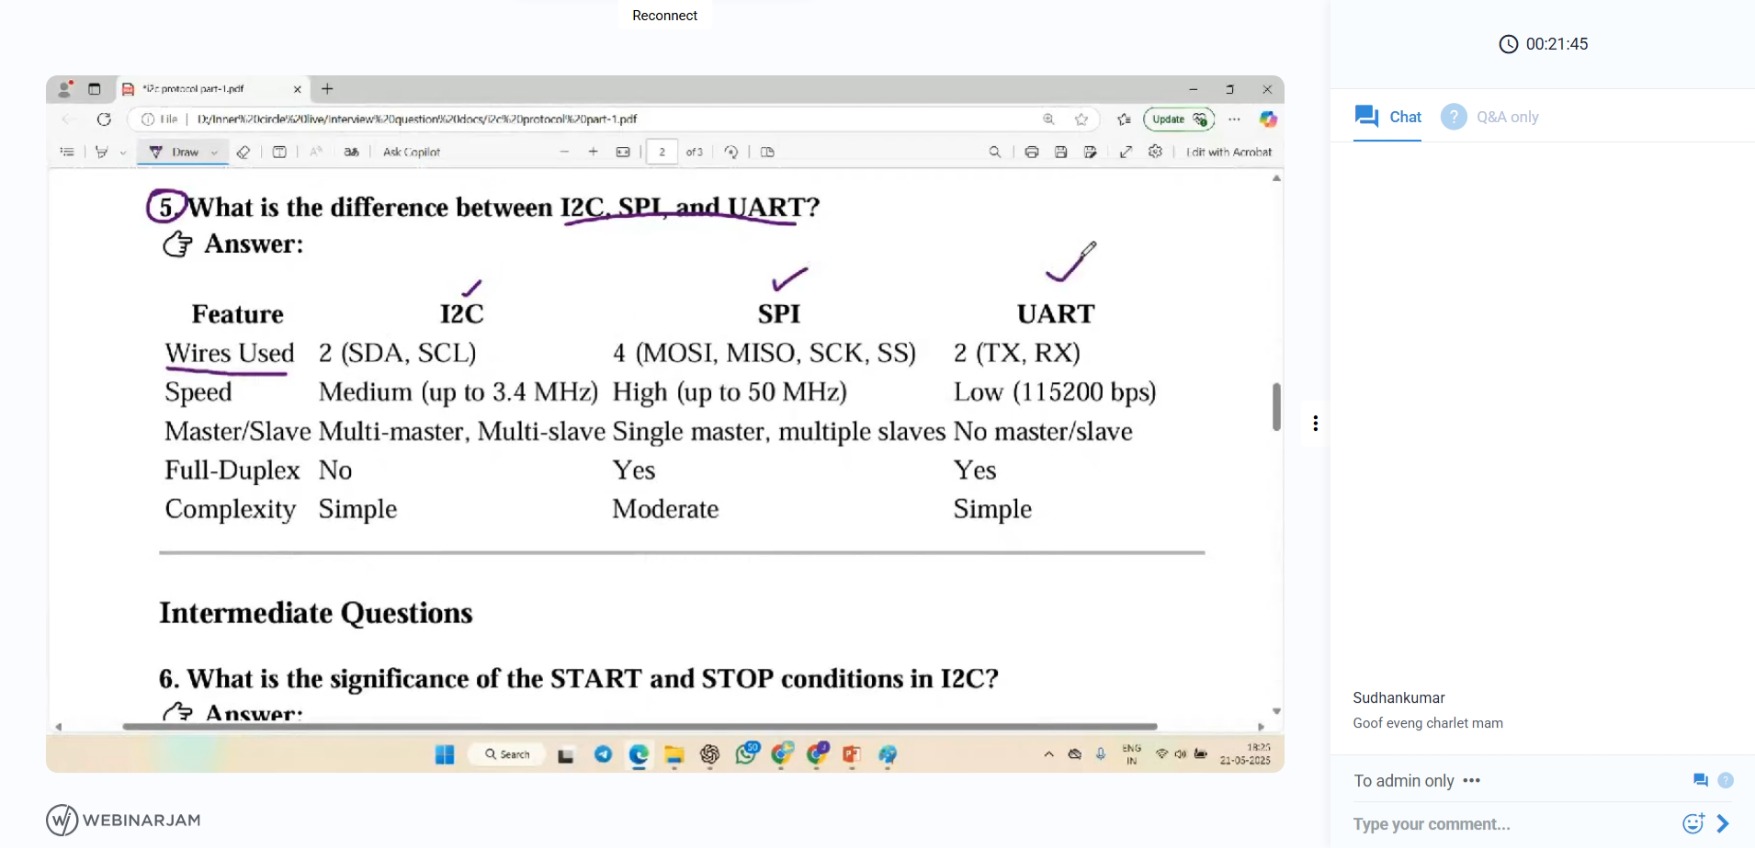 Reconnect
00:21:45
*i2c protocol part-1.pdf
File | D:/Inner%20circle%20live/Interview%20question%20docs/i2c%20protocol%20part-1.pdf
Update
Draw
Ask Copilot
2 of 3
Edit with Acrobat
Chat
Q&A only
5. What is the difference between I2C, SPI, and UART?
Answer:
Feature I2C SPI UART
Wires Used 2 (SDA, SCL) 4 (MOSI, MISO, SCK, SS) 2 (TX, RX)
Speed Medium (up to 3.4 MHz) High (up to 50 MHz) Low (115200 bps)
Master/Slave Multi-master, Multi-slave Single master, multiple slaves No master/slave
Full-Duplex No Yes Yes
Complexity Simple Moderate Simple
Intermediate Questions
6. What is the significance of the START and STOP conditions in I2C?
Answer:
Search
ENG
IN
18:25
21-05-2025
WEBINARJAM
Sudhankumar
Goof eveng charlet mam
To admin only
Type your comment...